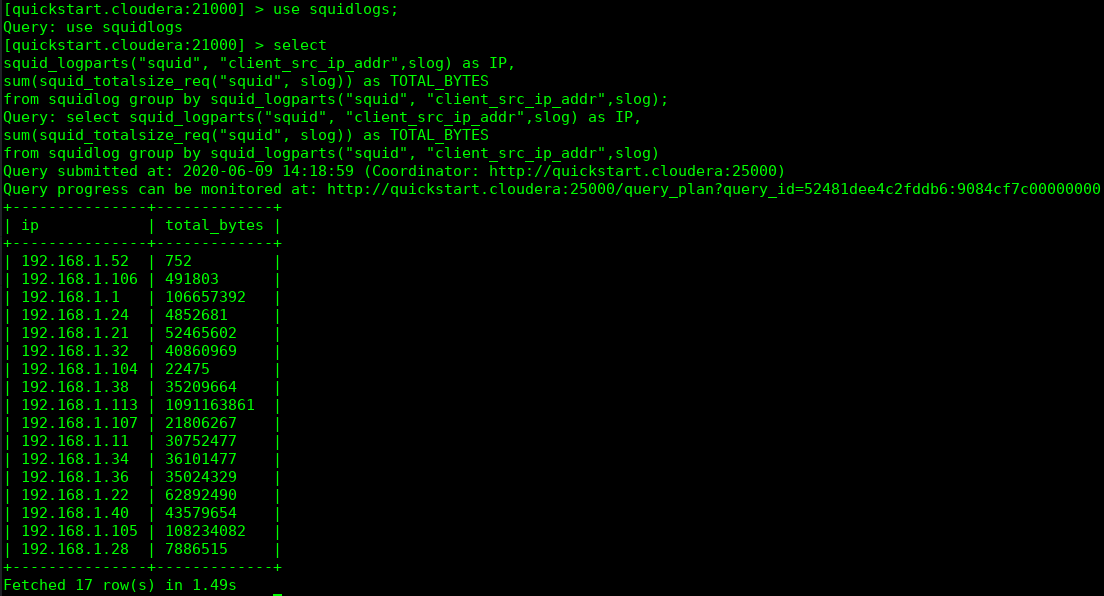 [quickstart.cloudera:21000] > use squidlogs;
Query: use squidlogs
[quickstart.cloudera:21000] > select
squid_logparts("squid", "client_src_ip_addr",slog) as IP,
sum(squid_totalsize_req("squid", slog)) as TOTAL_BYTES
from squidlog group by squid_logparts("squid", "client_src_ip_addr",slog);
Query: select squid_logparts("squid", "client_src_ip_addr",slog) as IP,
sum(squid_totalsize_req("squid", slog)) as TOTAL_BYTES
from squidlog group by squid_logparts("squid", "client_src_ip_addr",slog)
Query submitted at: 2020-06-09 14:18:59 (Coordinator: http://quickstart.cloudera:25000)
Query progress can be monitored at: http://quickstart.cloudera:25000/query_plan?query_id=52481dee4c2fddb6:9084cf7c00000000
+---------------+-------------+
| ip            | total_bytes |
+---------------+-------------+
| 192.168.1.52  | 752         |
| 192.168.1.106 | 491803      |
| 192.168.1.1   | 106657392   |
| 192.168.1.24  | 4852681     |
| 192.168.1.21  | 52465602    |
| 192.168.1.32  | 40860969    |
| 192.168.1.104 | 22475       |
| 192.168.1.38  | 35209664    |
| 192.168.1.113 | 1091163861  |
| 192.168.1.107 | 21806267    |
| 192.168.1.11  | 30752477    |
| 192.168.1.34  | 36101477    |
| 192.168.1.36  | 35024329    |
| 192.168.1.22  | 62892490    |
| 192.168.1.40  | 43579654    |
| 192.168.1.105 | 108234082   |
| 192.168.1.28  | 7886515     |
+---------------+-------------+
Fetched 17 row(s) in 1.49s